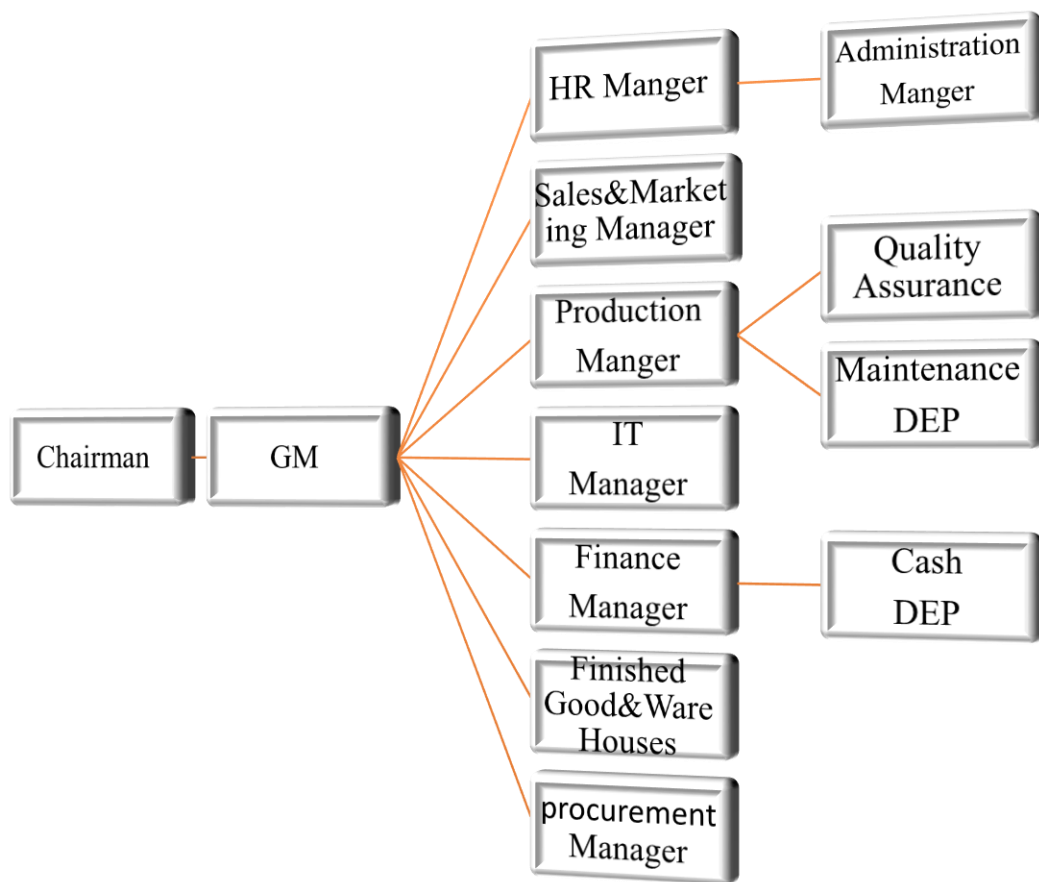 Chairman
GM
HR Manger
Administration
Manger
Sales&Market
ing Manager
Production
Manger
Quality
Assurance
Maintenance
DEP
IT
Manager
Finance
Manager
Cash
DEP
Finished
Good&Ware
Houses
procurement
Manager